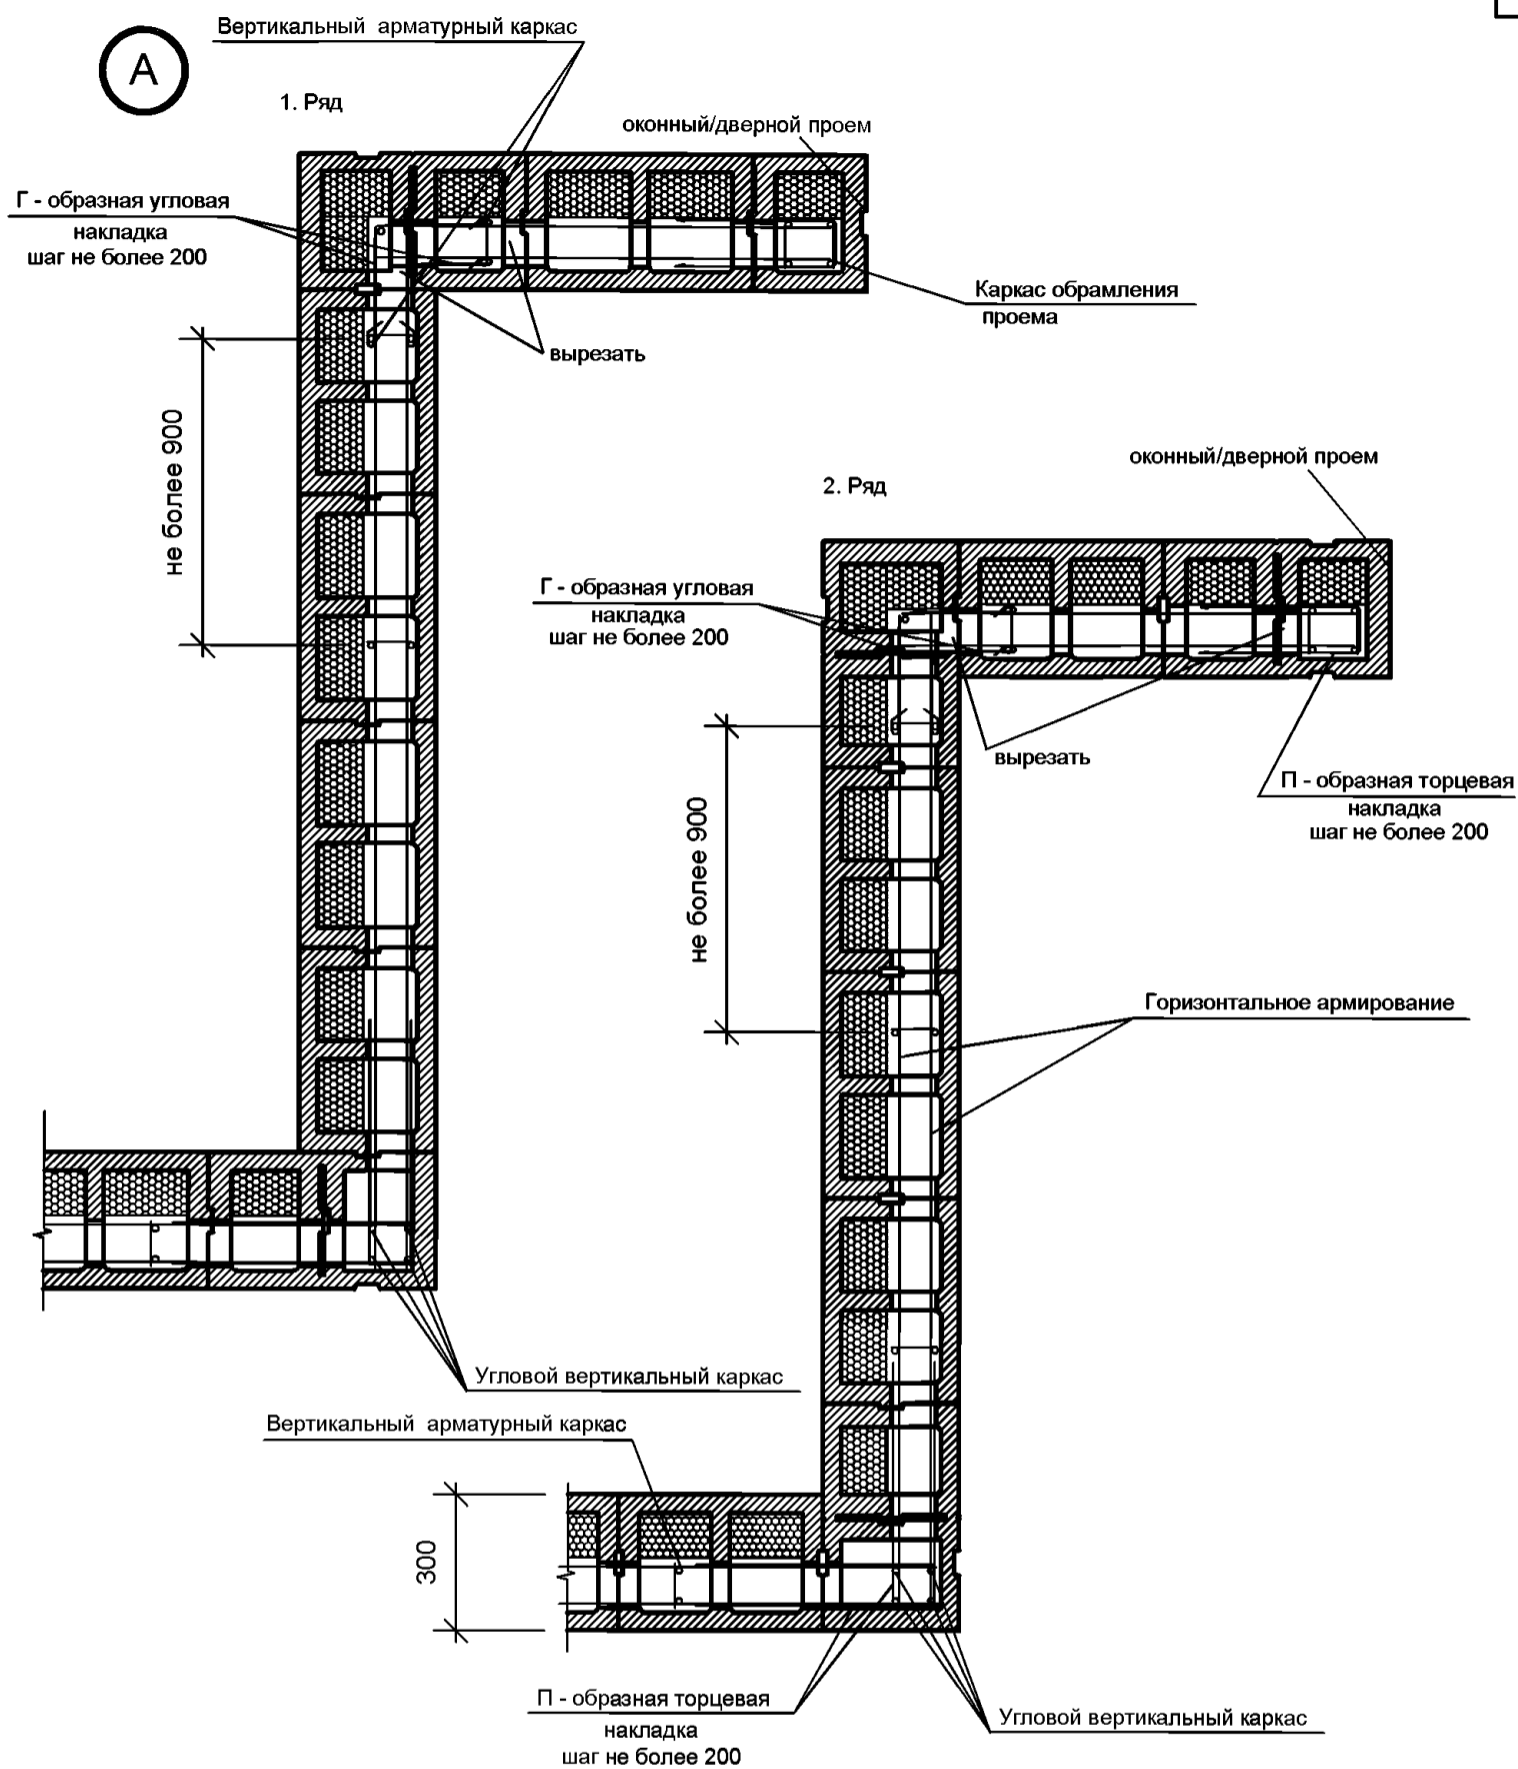 Вертикальный арматурный каркас
А
1. Ряд
оконный/дверной проем
Г - образная угловая
накладка
шаг не более 200
Каркас обрамления
проема
вырезать
не более 900
оконный/дверной проем
2. Ряд
Г - образная угловая
накладка
шаг не более 200
вырезать
П - образная торцевая
накладка
шаг не более 200
не более 900
Горизонтальное армирование
Угловой вертикальный каркас
Вертикальный арматурный каркас
300
П - образная торцевая
накладка
шаг не более 200
Угловой вертикальный каркас